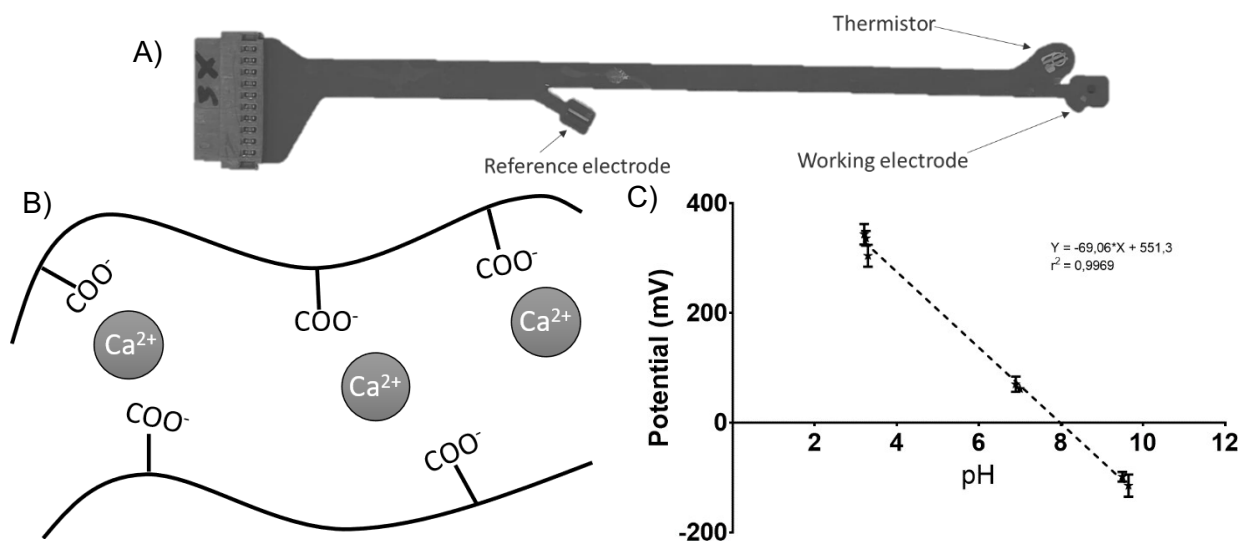 A)
Thermistor
Reference electrode
Working electrode
B)
COO⁻
COO⁻
COO⁻
Ca²⁺
Ca²⁺
Ca²⁺
COO⁻
COO⁻
C)
Potential (mV)
400
200
0
-200
2
4
6
8
10
12
pH
Y = -69,06*X + 551,3
r² = 0,9969